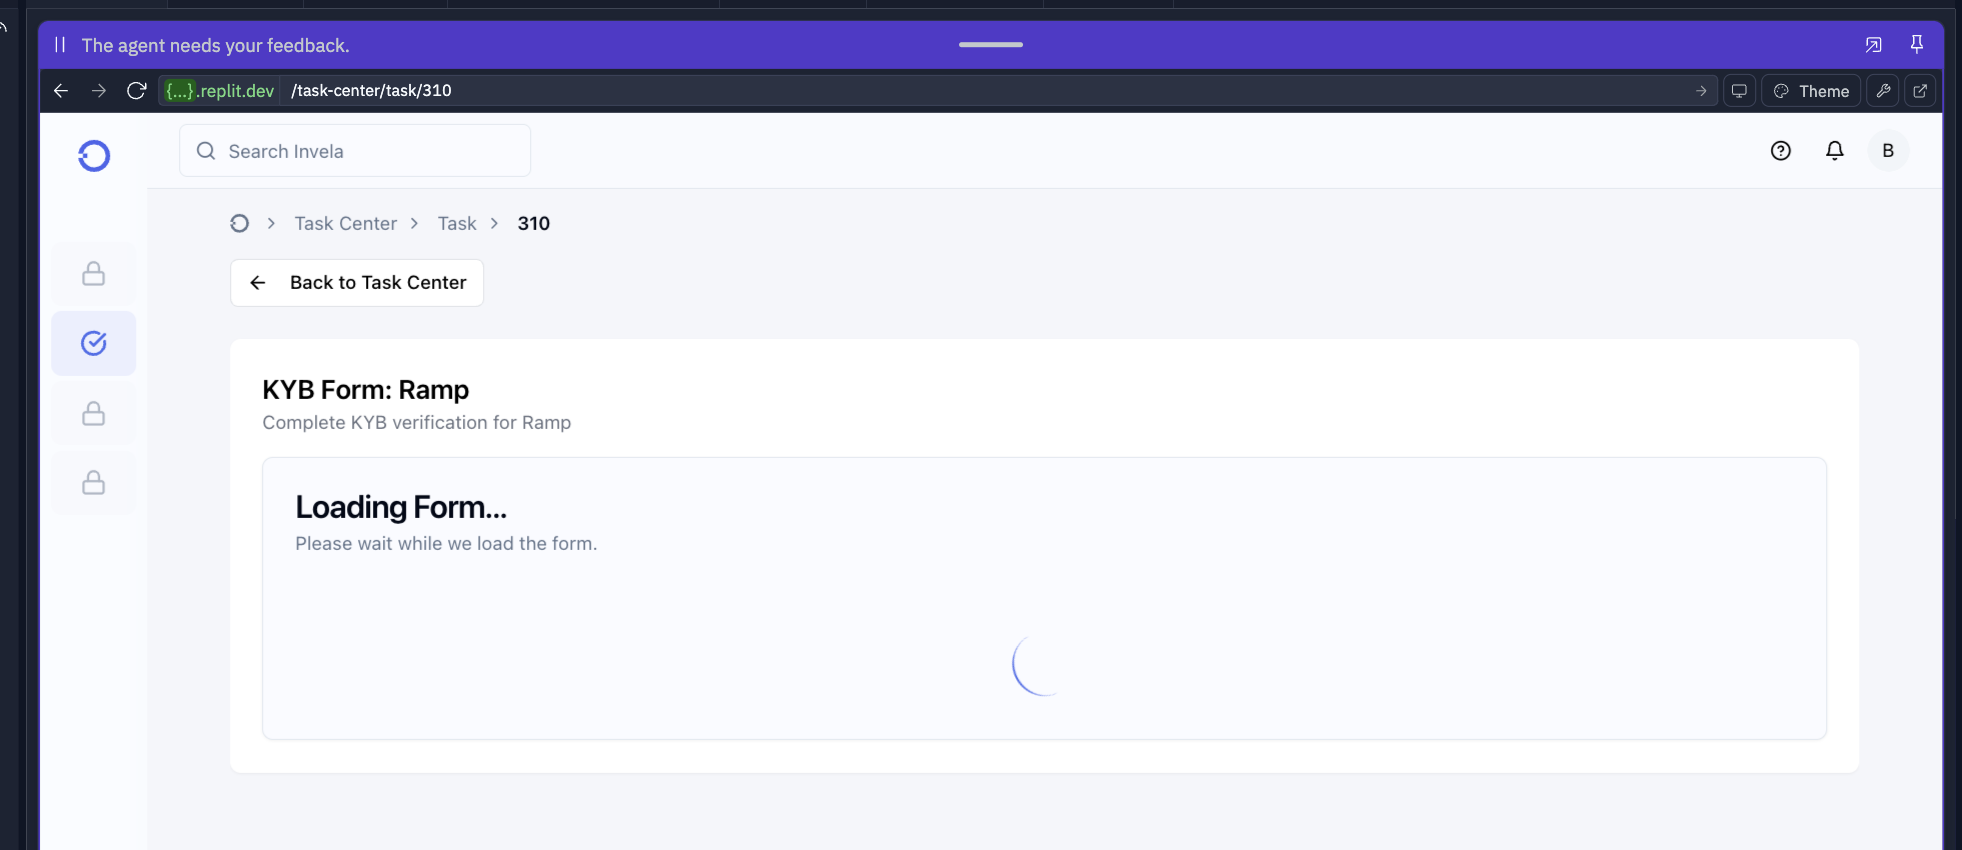 The agent needs your feedback.
{...}.replit.dev /task-center/task/310
Theme
Search Invela
B
Task Center > Task > 310
Back to Task Center
KYB Form: Ramp
Complete KYB verification for Ramp
Loading Form...
Please wait while we load the form.